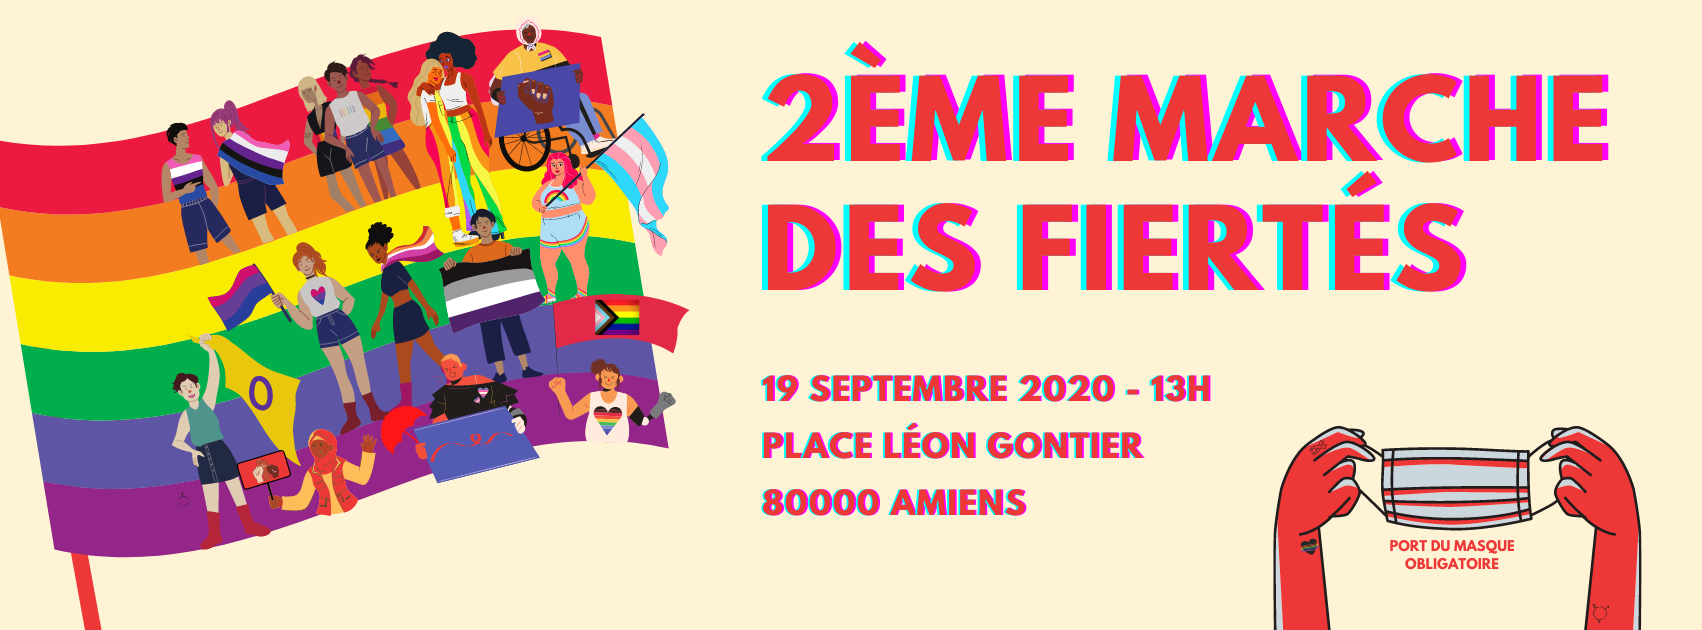 2ÈME MARCHE
DES FIERTÉS
19 SEPTEMBRE 2020 - 13H
PLACE LÉON GONTIER
80000 AMIENS
PORT DU MASQUE
OBLIGATOIRE